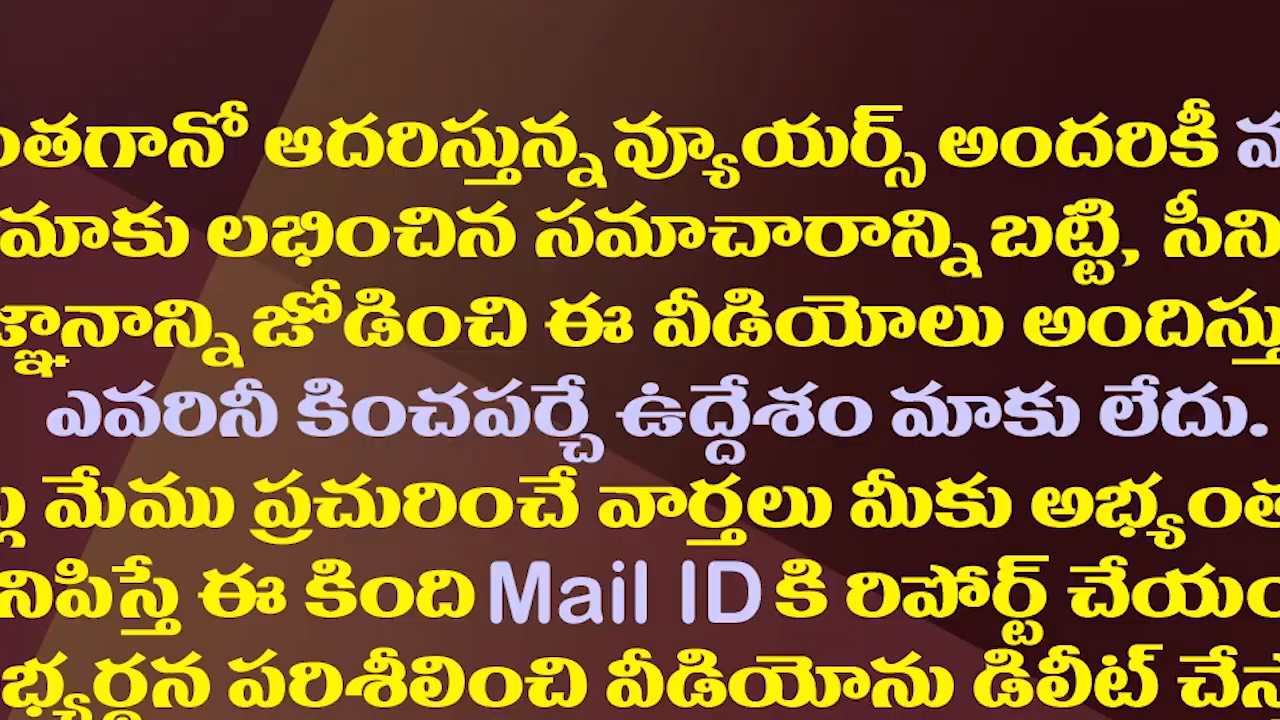 ంతగానో ఆదరిస్తున్న వ్యూయర్స్ అందరికీ
మాకు లభించిన సమాచారాన్ని బట్టి, సీని
జ్ఞానాన్ని జోడించి ఈ వీడియోలు అందిస్తు
ఎవరినీ కించపర్చే ఉద్దేశం మాకు లేదు.
మేము ప్రచురించే వార్తలు మీకు అభ్యంత
నిపిస్తే ఈ కింది Mail ID కి రిపోర్ట్ చేయం
భ్యర్థన పరిశీలించి వీడియోను డిలీట్ చేస